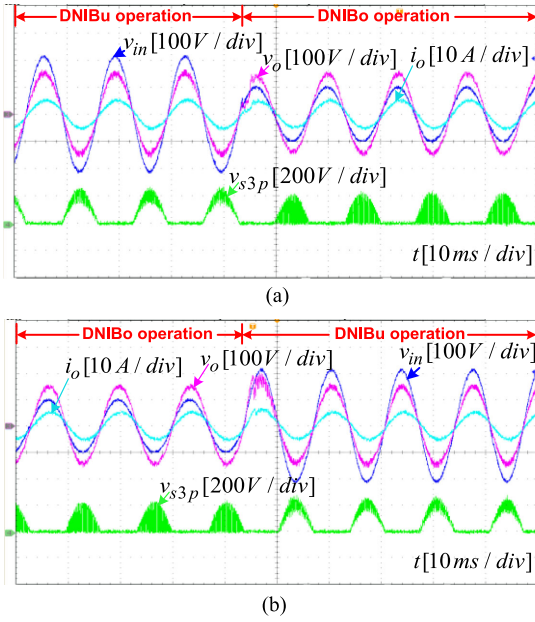 DNIBu operation DNIBo operation
v_in [100V / div] v_o [100V / div] i_o [10 A / div]
v_s3p [200V / div]
t [10 ms / div]
(a)
DNIBo operation DNIBu operation
i_o [10 A / div] v_o [100V / div] v_in [100V / div]
v_s3p [200V / div]
t [10 ms / div]
(b)